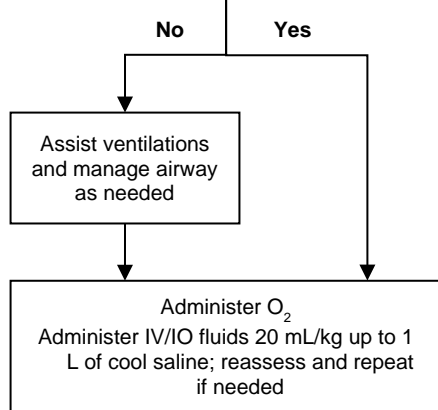 No Yes
Assist ventilations
and manage airway
as needed
Administer O₂
Administer IV/IO fluids 20 mL/kg up to 1
L of cool saline; reassess and repeat
if needed